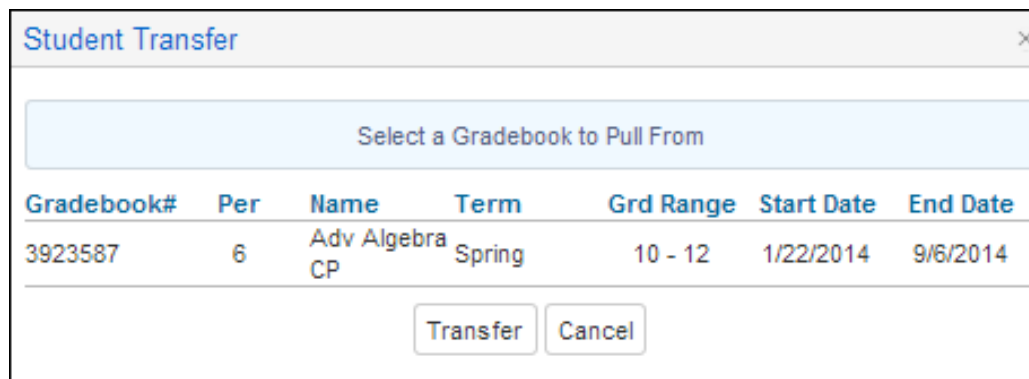 Student Transfer ×
Select a Gradebook to Pull From
Gradebook# Per Name Term Grd Range Start Date End Date
3923587 6 Adv Algebra CP Spring 10 - 12 1/22/2014 9/6/2014
Transfer Cancel